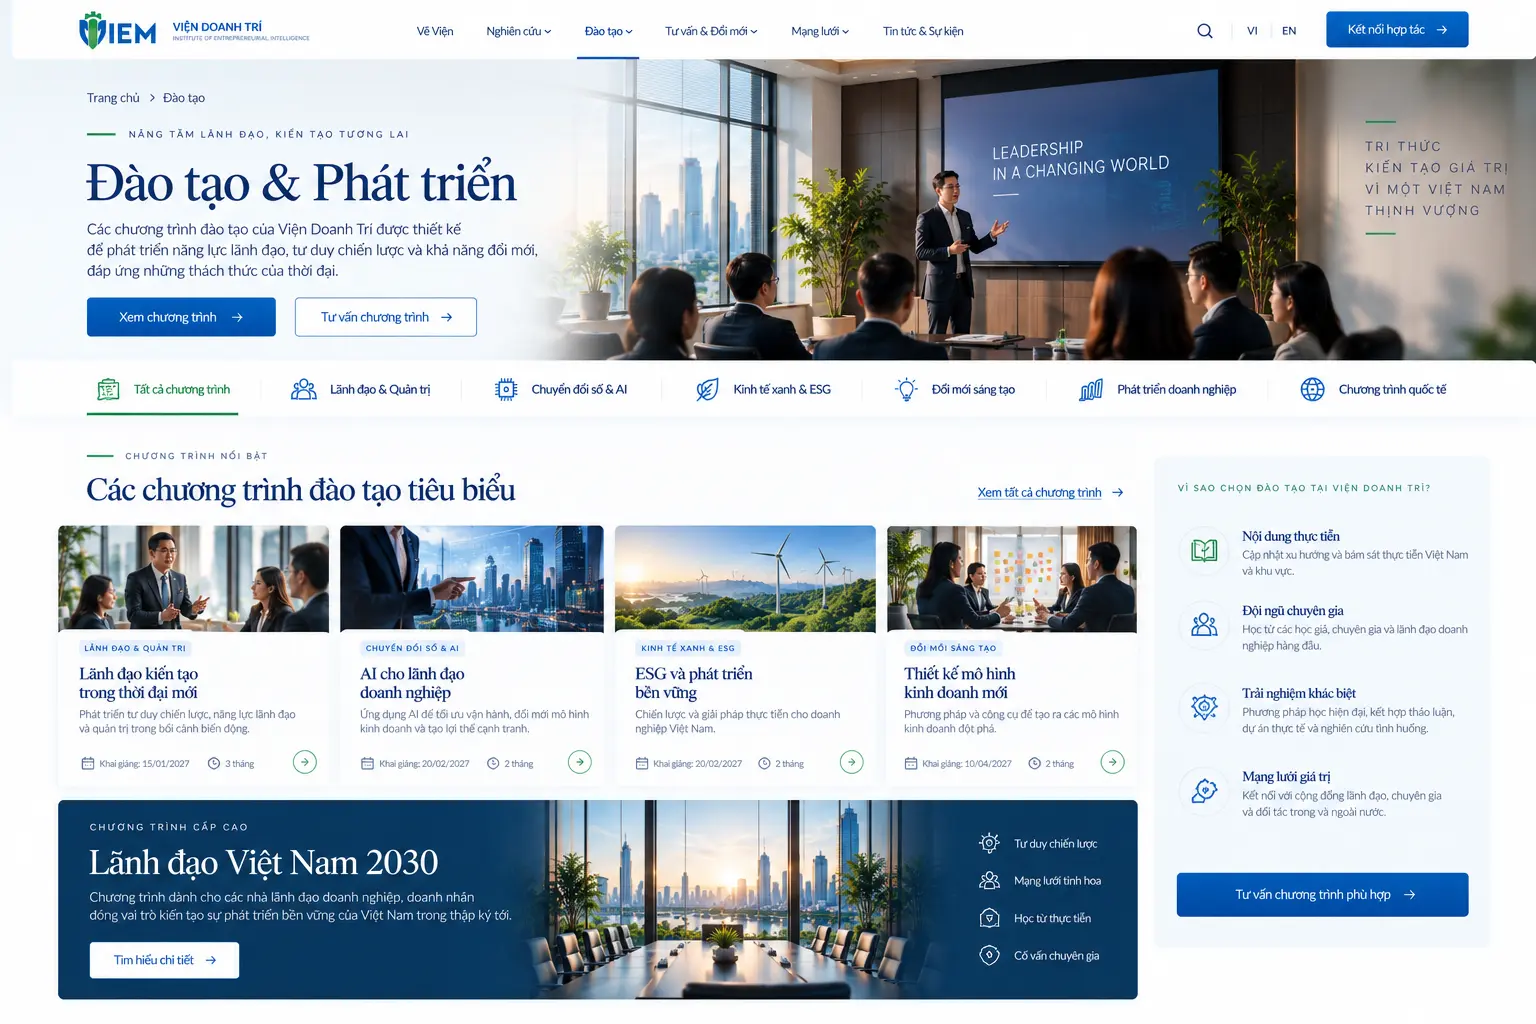 VIEM
VIỆN DOANH TRÍ
INSTITUTE OF ENTREPRENEURIAL INTELLIGENCE
Về Viện
Nghiên cứu
Đào tạo
Tư vấn & Đổi mới
Mạng lưới
Tin tức & Sự kiện
VI
EN
Kết nối hợp tác
Trang chủ > Đào tạo
NÂNG TẦM LÃNH ĐẠO, KIẾN TẠO TƯƠNG LAI
Đào tạo & Phát triển
Các chương trình đào tạo của Viện Doanh Trí được thiết kế
để phát triển năng lực lãnh đạo, tư duy chiến lược và khả năng đổi mới,
đáp ứng những thách thức của thời đại.
Xem chương trình
Tư vấn chương trình
LEADERSHIP
IN A CHANGING WORLD
TRI THỨC
KIẾN TẠO GIÁ TRỊ
VÌ MỘT VIỆT NAM
THỊNH VƯỢNG
Tất cả chương trình
Lãnh đạo & Quản trị
Chuyển đổi số & AI
Kinh tế xanh & ESG
Đổi mới sáng tạo
Phát triển doanh nghiệp
Chương trình quốc tế
CHƯƠNG TRÌNH NỔI BẬT
Các chương trình đào tạo tiêu biểu
Xem tất cả chương trình
LÃNH ĐẠO & QUẢN TRỊ
Lãnh đạo kiến tạo
trong thời đại mới
Phát triển tư duy chiến lược, năng lực lãnh đạo
và quản trị trong bối cảnh biến động.
Khai giảng: 15/01/2027
3 tháng
CHUYỂN ĐỔI SỐ & AI
AI cho lãnh đạo
doanh nghiệp
Ứng dụng AI để tối ưu vận hành, đổi mới mô hình
kinh doanh và tạo lợi thế cạnh tranh.
Khai giảng: 20/02/2027
2 tháng
KINH TẾ XANH & ESG
ESG và phát triển
bền vững
Chiến lược và giải pháp thực tiễn cho doanh
nghiệp Việt Nam.
Khai giảng: 20/02/2027
2 tháng
ĐỔI MỚI SÁNG TẠO
Thiết kế mô hình
kinh doanh mới
Phương pháp và công cụ để tạo ra các mô hình
kinh doanh đột phá.
Khai giảng: 10/04/2027
2 tháng
CHƯƠNG TRÌNH CẤP CAO
Lãnh đạo Việt Nam 2030
Chương trình dành cho các nhà lãnh đạo doanh nghiệp, doanh nhân
đóng vai trò kiến tạo sự phát triển bền vững của Việt Nam trong thập kỷ tới.
Tìm hiểu chi tiết
Tư duy chiến lược
Mạng lưới tinh hoa
Học từ thực tiễn
Cố vấn chuyên gia
VÌ SAO CHỌN ĐÀO TẠO TẠI VIỆN DOANH TRÍ?
Nội dung thực tiễn
Cập nhật xu hướng và bám sát thực tiễn Việt Nam
và khu vực.
Đội ngũ chuyên gia
Học từ các học giả, chuyên gia và lãnh đạo doanh
nghiệp hàng đầu.
Trải nghiệm khác biệt
Phương pháp học hiện đại, kết hợp thảo luận,
dự án thực tế và nghiên cứu tình huống.
Mạng lưới giá trị
Kết nối với cộng đồng lãnh đạo, chuyên gia
và đối tác trong và ngoài nước.
Tư vấn chương trình phù hợp